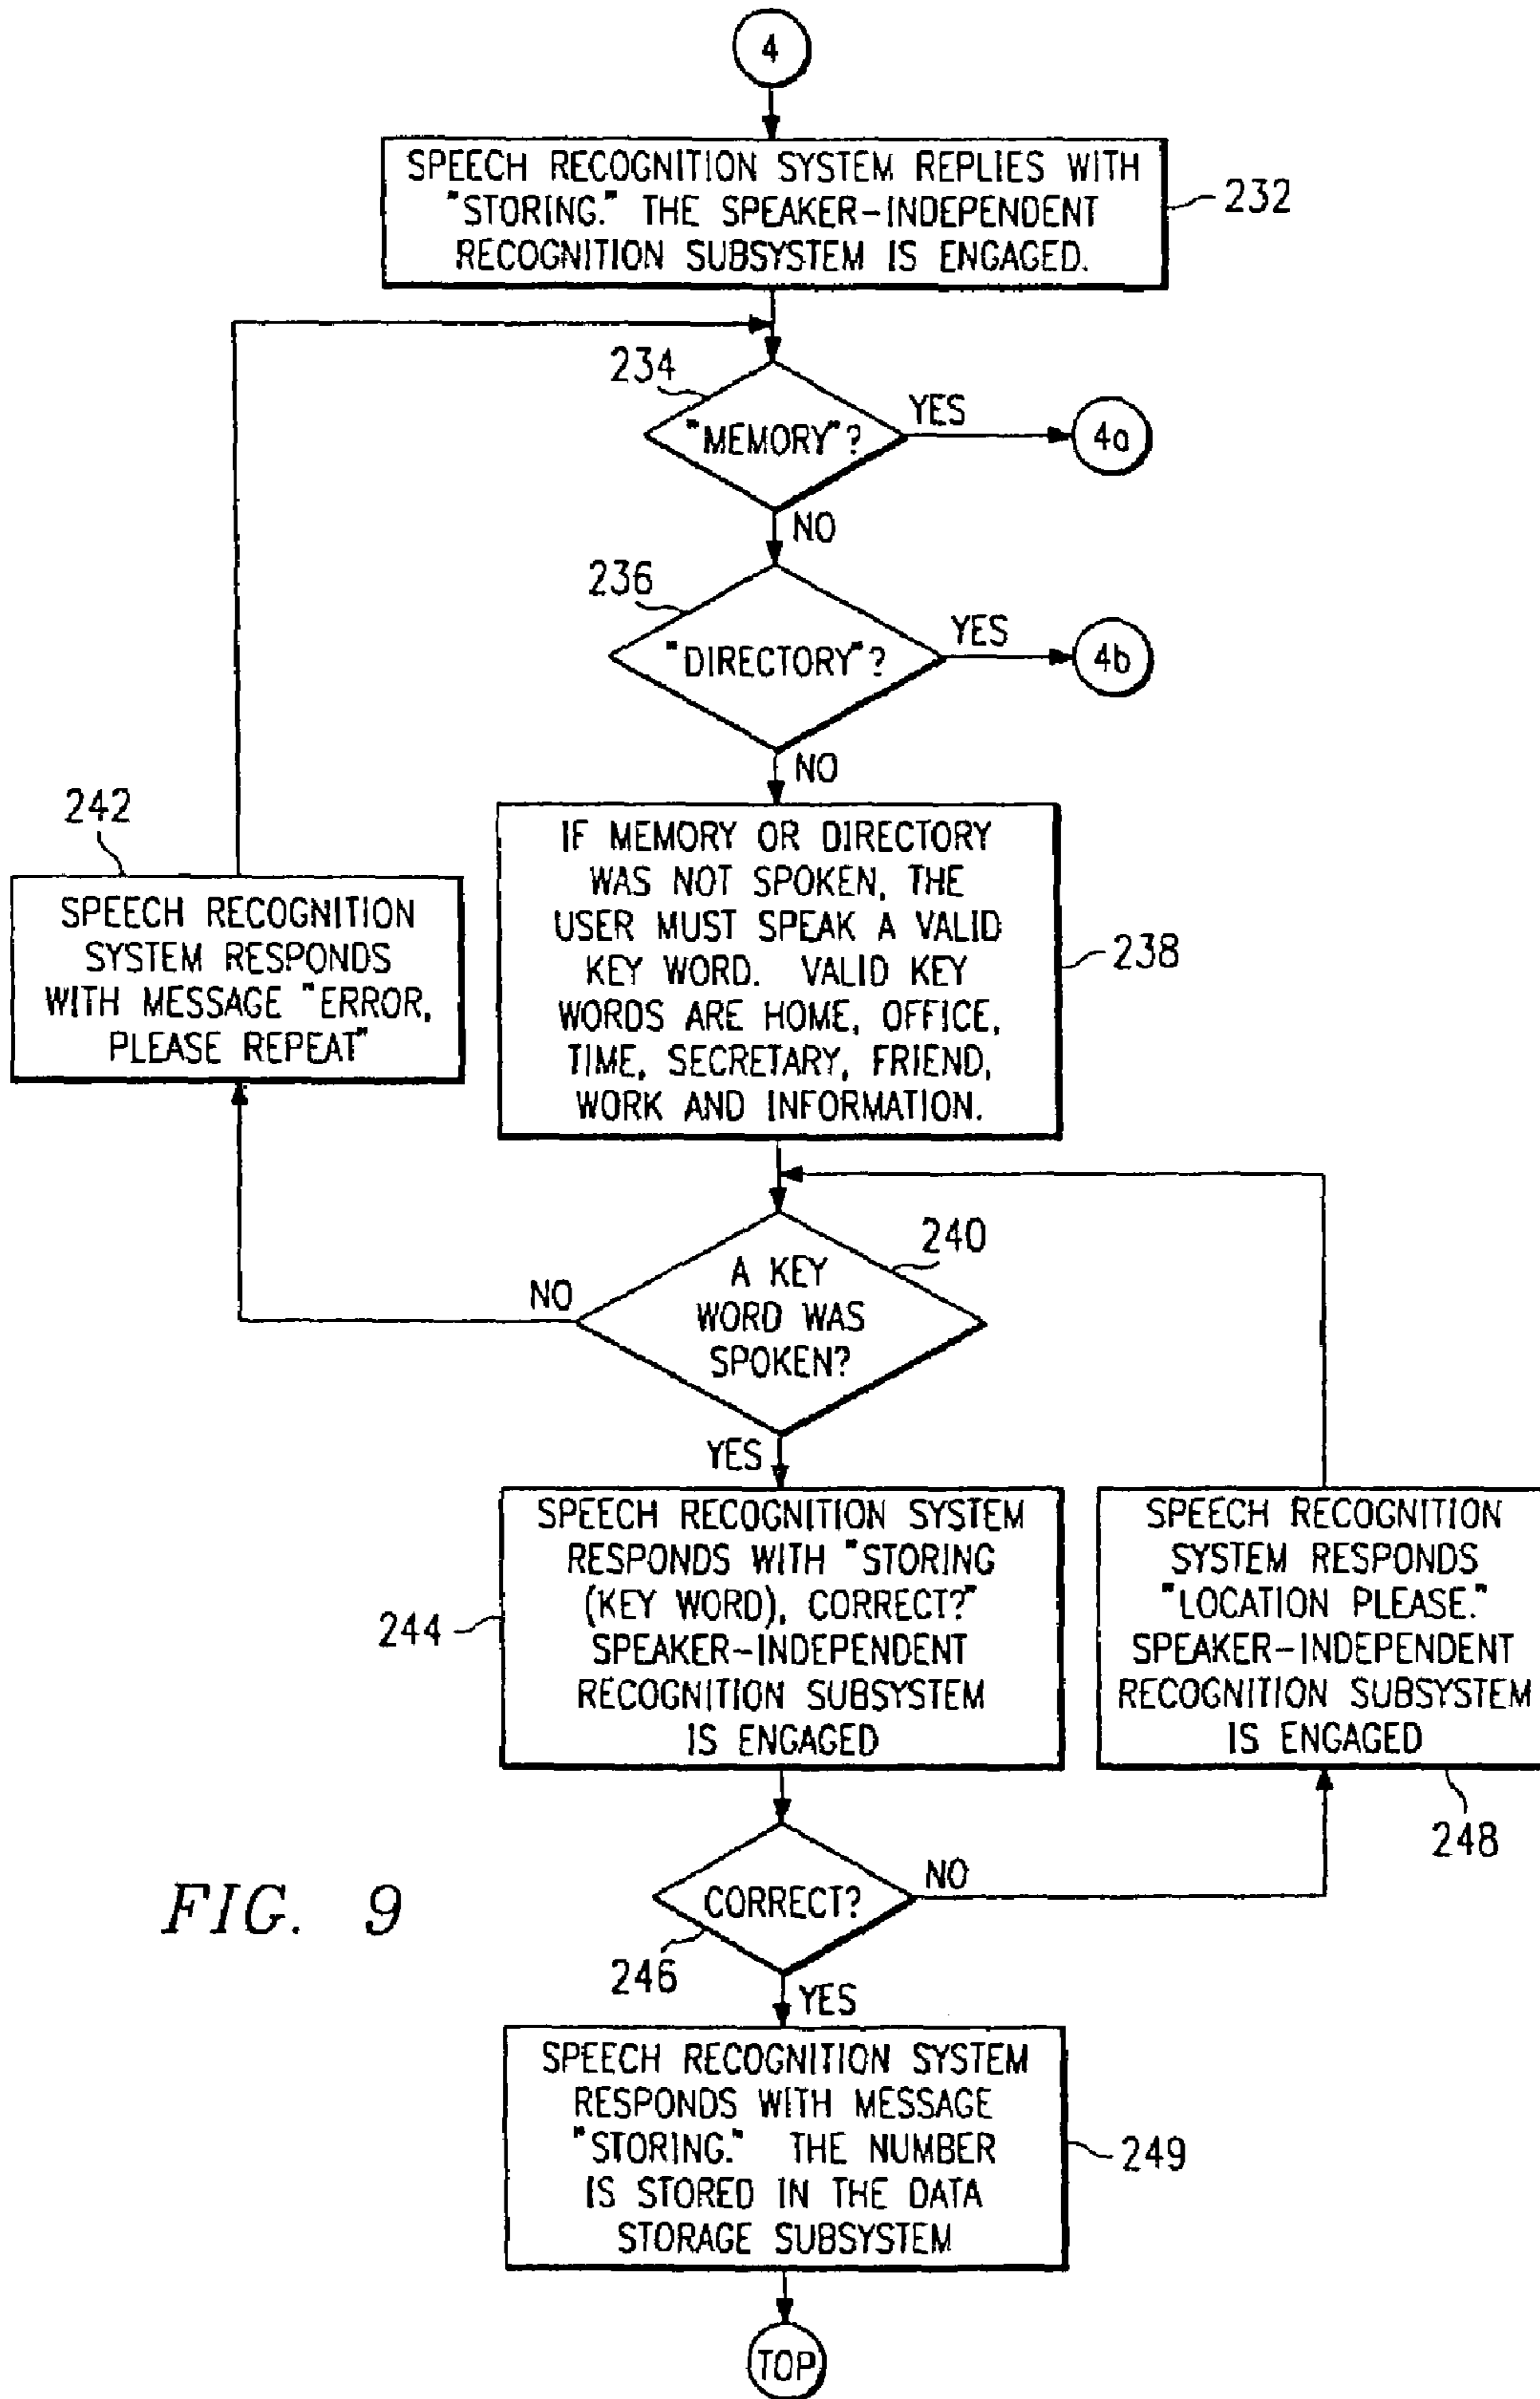 4
SPEECH RECOGNITION SYSTEM REPLIES WITH
"STORING." THE SPEAKER-INDEPENDENT
RECOGNITION SUBSYSTEM IS ENGAGED.
232
234
"MEMORY"?
YES
4a
NO
236
"DIRECTORY"?
YES
4b
NO
IF MEMORY OR DIRECTORY
WAS NOT SPOKEN, THE
USER MUST SPEAK A VALID
KEY WORD. VALID KEY
WORDS ARE HOME, OFFICE,
TIME, SECRETARY, FRIEND,
WORK AND INFORMATION.
238
242
SPEECH RECOGNITION
SYSTEM RESPONDS
WITH MESSAGE "ERROR,
PLEASE REPEAT"
240
A KEY
WORD WAS
SPOKEN?
NO
YES
SPEECH RECOGNITION SYSTEM
RESPONDS WITH "STORING
(KEY WORD), CORRECT?"
SPEAKER-INDEPENDENT
RECOGNITION SUBSYSTEM
IS ENGAGED
244
SPEECH RECOGNITION
SYSTEM RESPONDS
"LOCATION PLEASE."
SPEAKER-INDEPENDENT
RECOGNITION SUBSYSTEM
IS ENGAGED
248
CORRECT?
NO
246
YES
SPEECH RECOGNITION SYSTEM
RESPONDS WITH MESSAGE
"STORING." THE NUMBER
IS STORED IN THE DATA
STORAGE SUBSYSTEM
249
TOP
FIG. 9